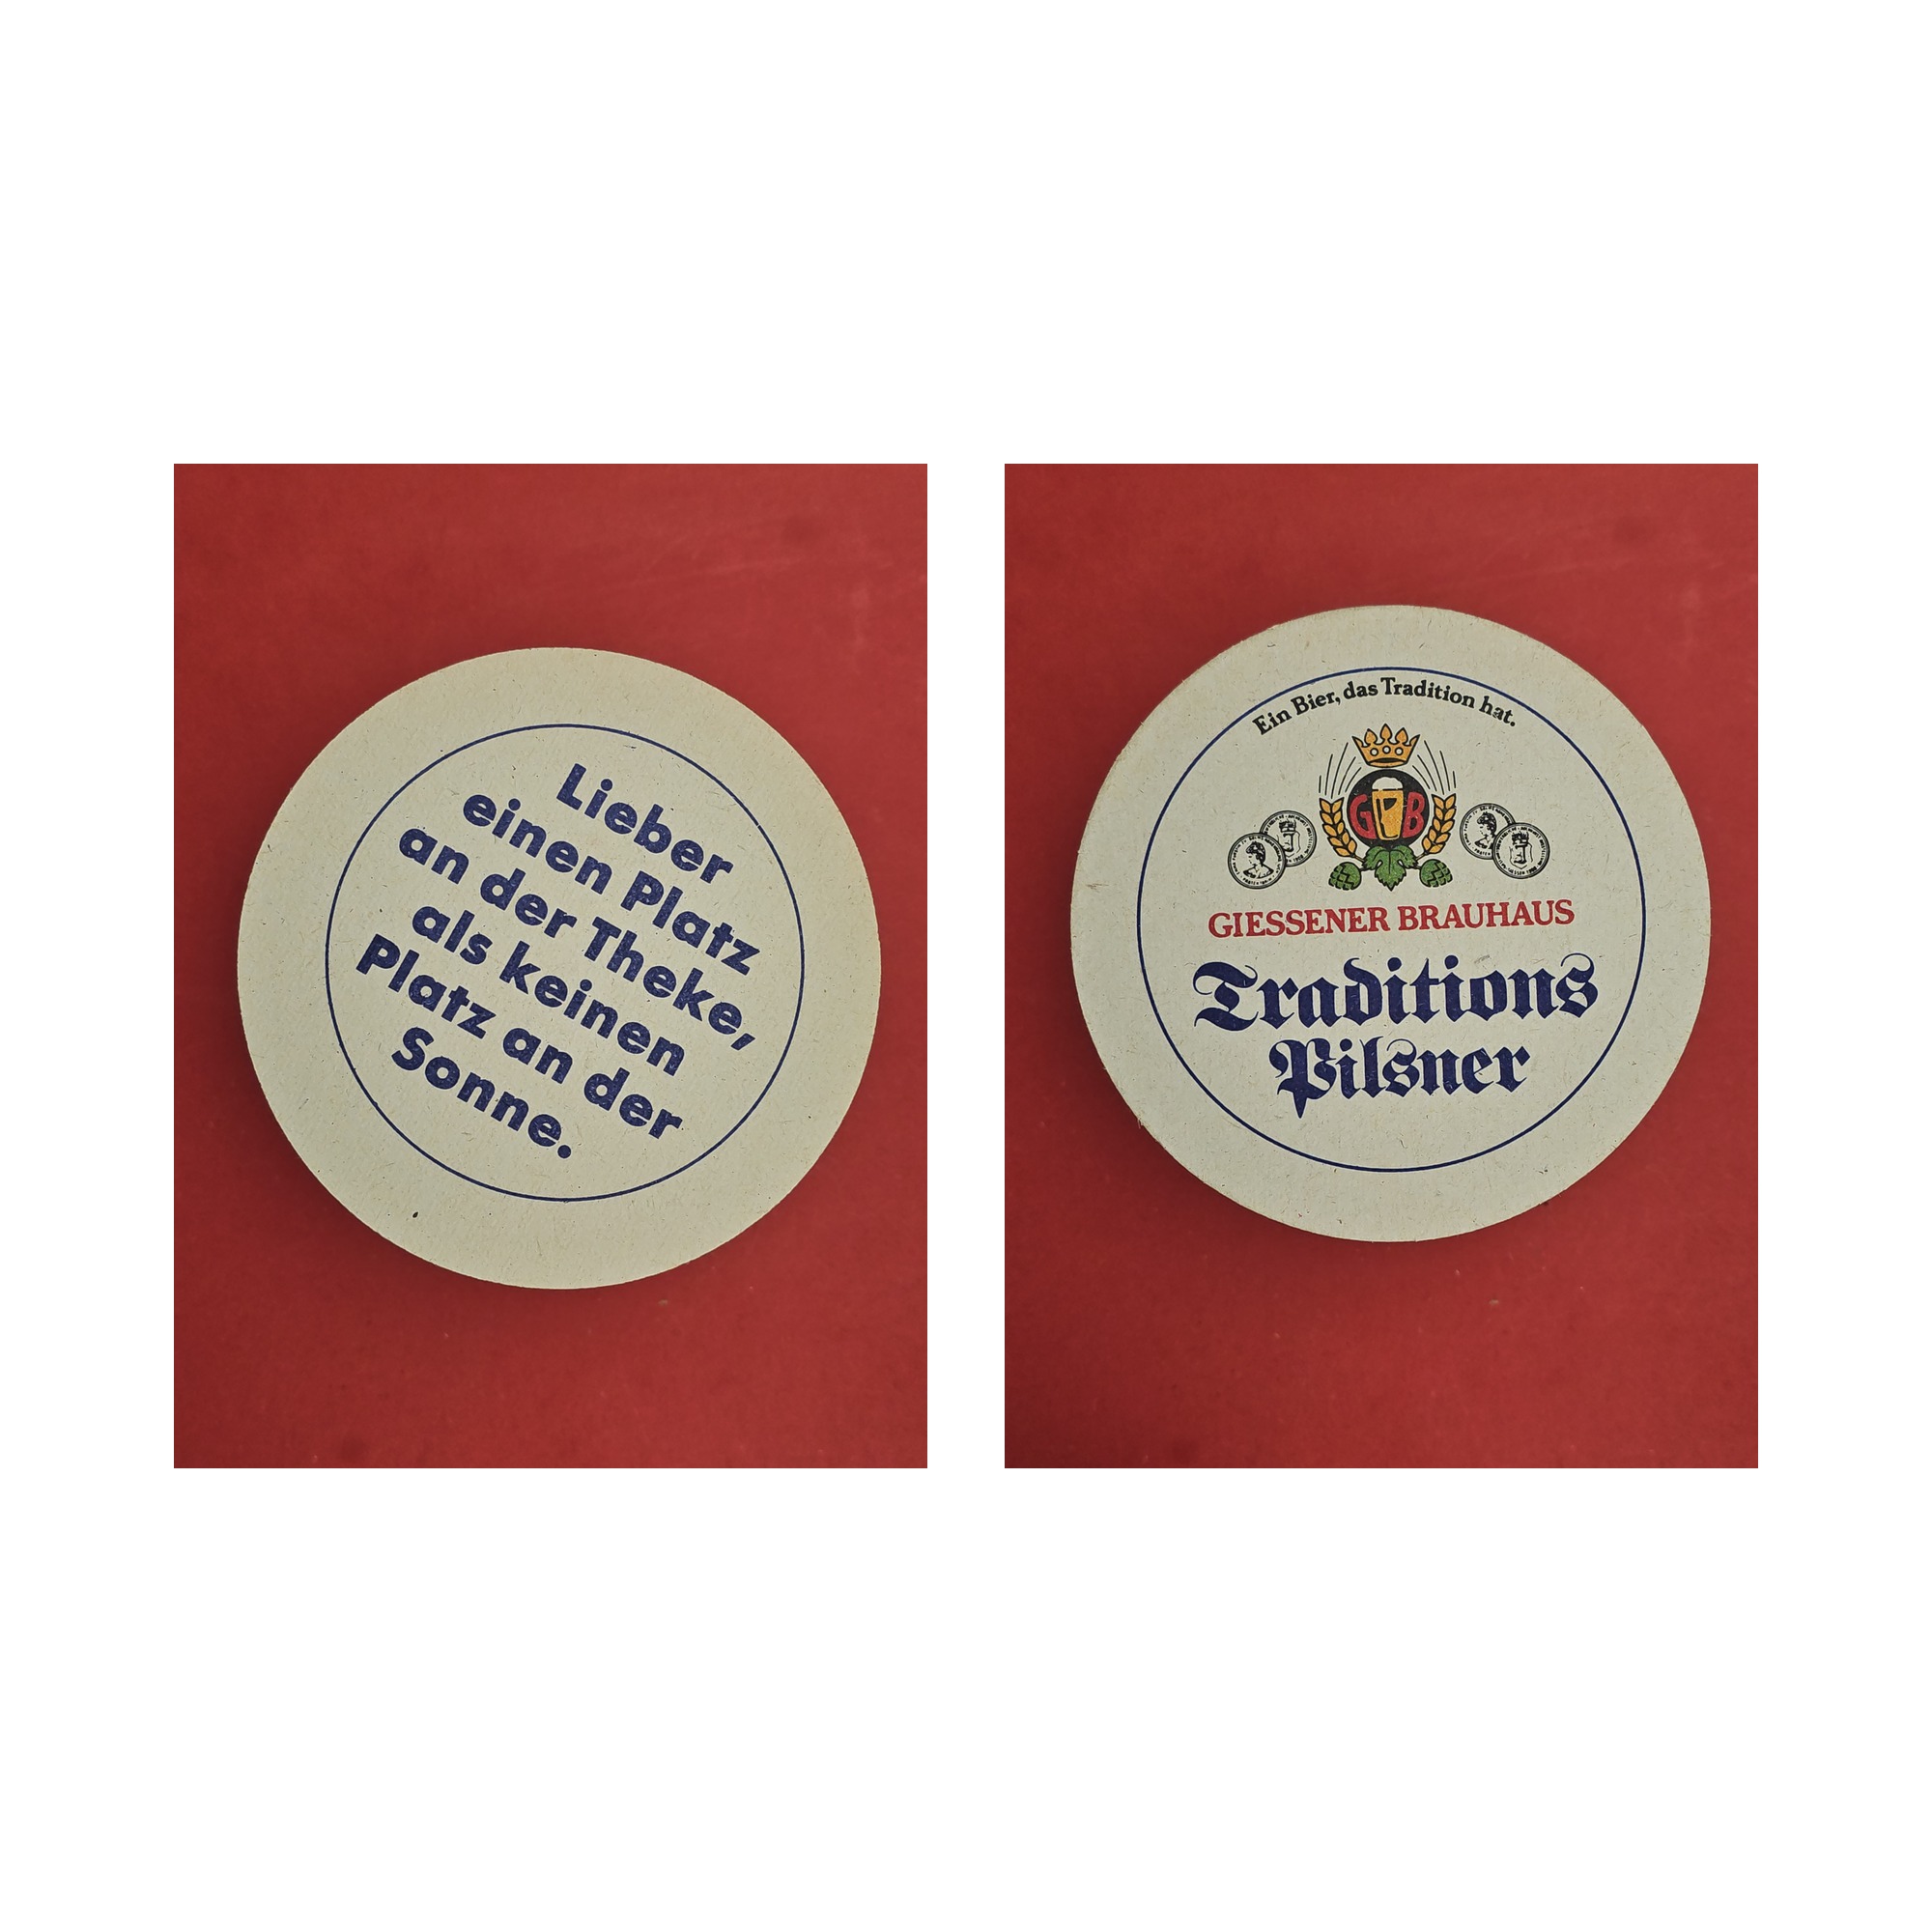 Lieber
einen Platz
an der Theke,
als keinen
Platz an der
Sonne.
Ein Bier, das Tradition hat.
GPB
GIESSENER BRAUHAUS
Traditions
Pilsner